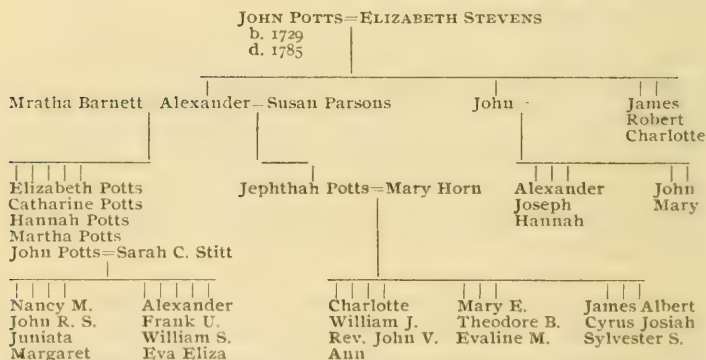 JOHN POTTS=ELIZABETH STEVENS
b. 1729
d. 1785
Mratha Barnett Alexander—Susan Parsons John - James
Robert
Charlotte
Elizabeth Potts
Catharine Potts
Hannah Potts
Martha Potts
John Potts=Sarah C. Stitt
Jephthah Potts=Mary Horn
Alexander
Joseph
Hannah
John
Mary
Nancy M.
John R. S.
Juniata
Margaret
Alexander
Frank U.
William S.
Eva Eliza
Charlotte
William J.
Rev. John V.
Ann
Mary E.
Theodore B.
Evaline M.
James Albert
Cyrus Josiah
Sylvester S.